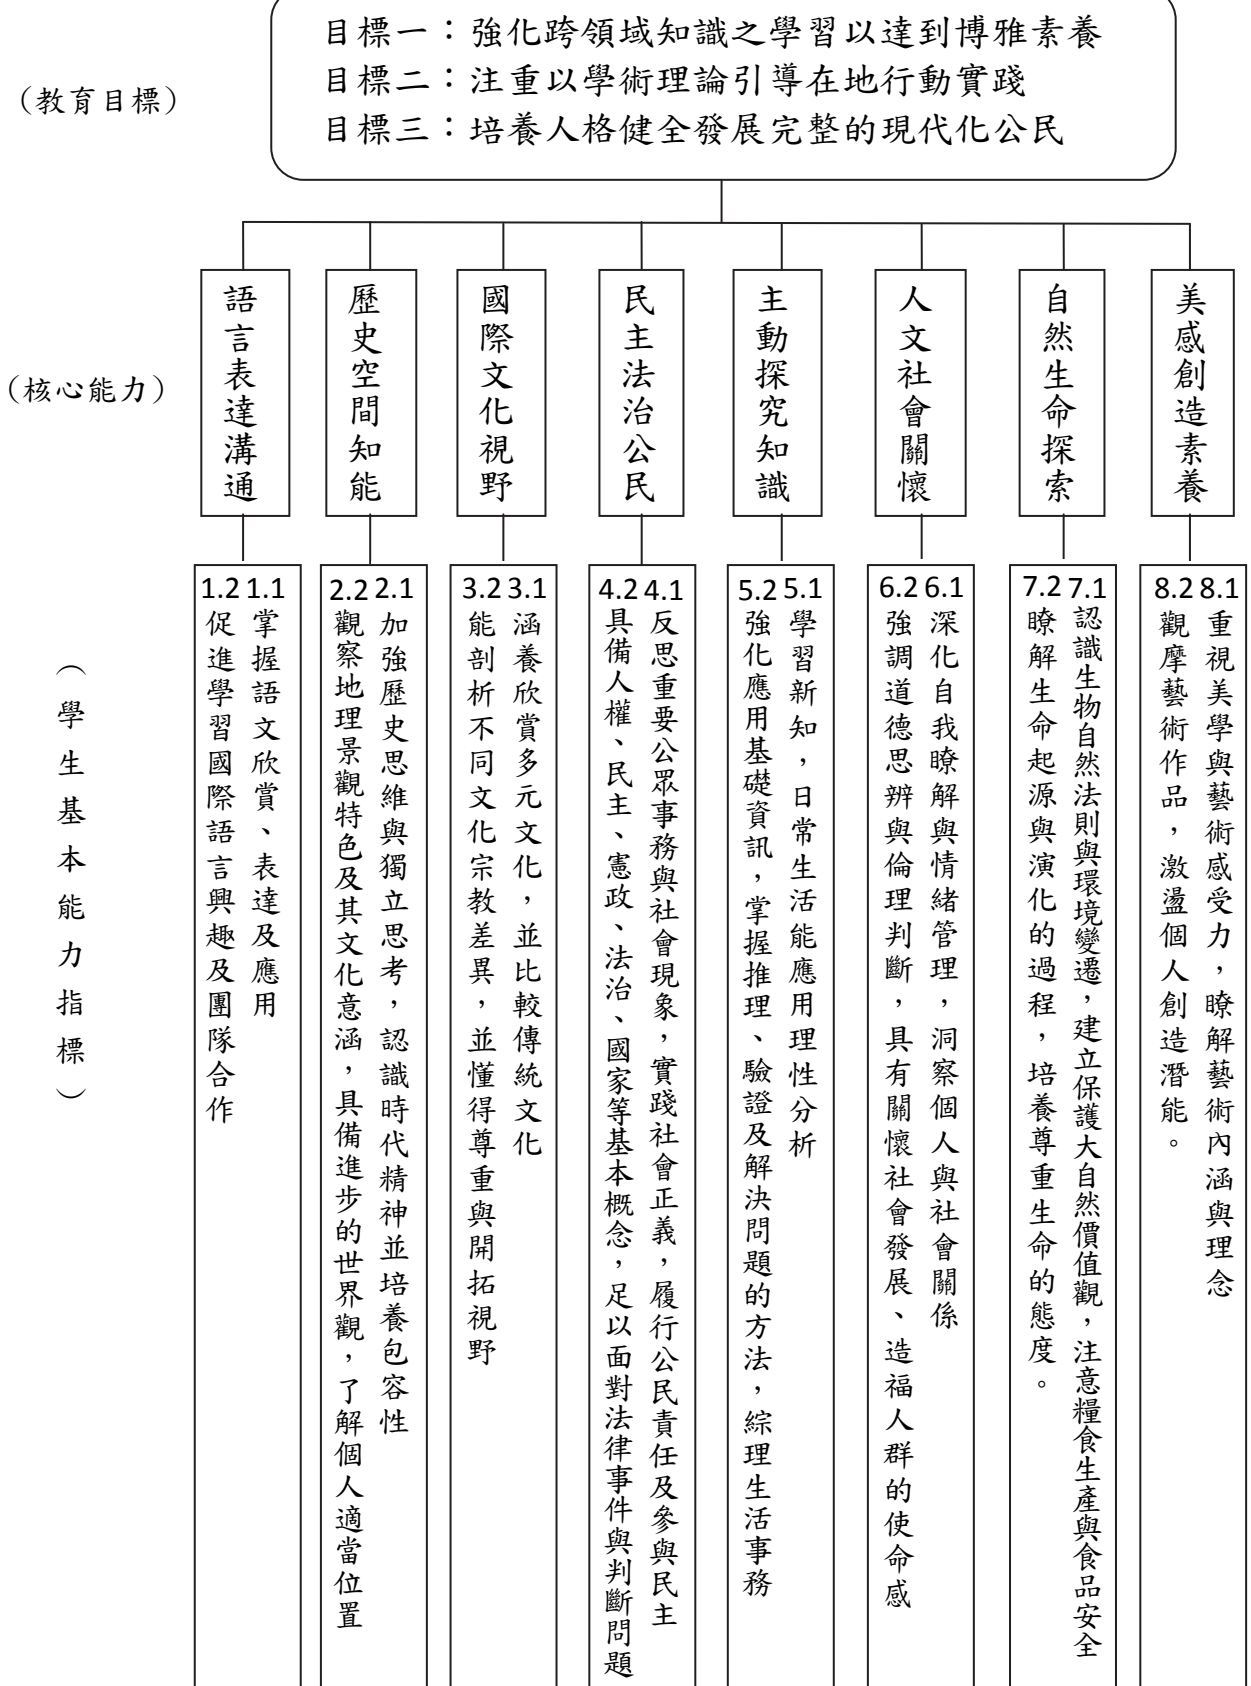 目標一：強化跨領域知識之學習以達到博雅素養
目標二：注重以學術理論引導在地行動實踐
目標三：培養人格健全發展完整的現代化公民
(教育目標)
(核心能力)
語言表達溝通
歷史空間知能
國際文化視野
民主法治公民
主動探究知識
人文社會關懷
自然生命探索
美感創造素養
(學生基本能力指標)
1.1 掌握語文欣賞、表達及應用
1.2 促進學習國際語言興趣及團隊合作
2.1 加強歷史思維與獨立思考，認識時代精神並培養包容性
2.2 觀察地理景觀特色及其文化意涵，具備進步的世界觀，了解個人適當位置
3.1 涵養欣賞多元文化，並比較傳統文化
3.2 能剖析不同文化宗教差異，並懂得尊重與開拓視野
4.1 反思重要公眾事務與社會現象，實踐社會正義，履行公民責任及參與民主
4.2 具備人權、民主、憲政、法治、國家等基本概念，足以面對法律事件與判斷問題
5.1 學習新知，日常生活能應用理性分析
5.2 強化應用基礎資訊，掌握推理、驗證及解決問題的方法，綜理生活事務
6.1 深化自我瞭解與情緒管理，洞察個人與社會關係
6.2 強調道德思辨與倫理判斷，具有關懷社會發展、造福人群的使命感
7.1 認識生物自然法則與環境變遷，建立保護大自然價值觀，注意糧食生產與食品安全
7.2 瞭解生命起源與演化的過程，培養尊重生命的態度。
8.1 重視美學與藝術感受力，瞭解藝術內涵與理念
8.2 觀摩藝術作品，激盪個人創造潛能。